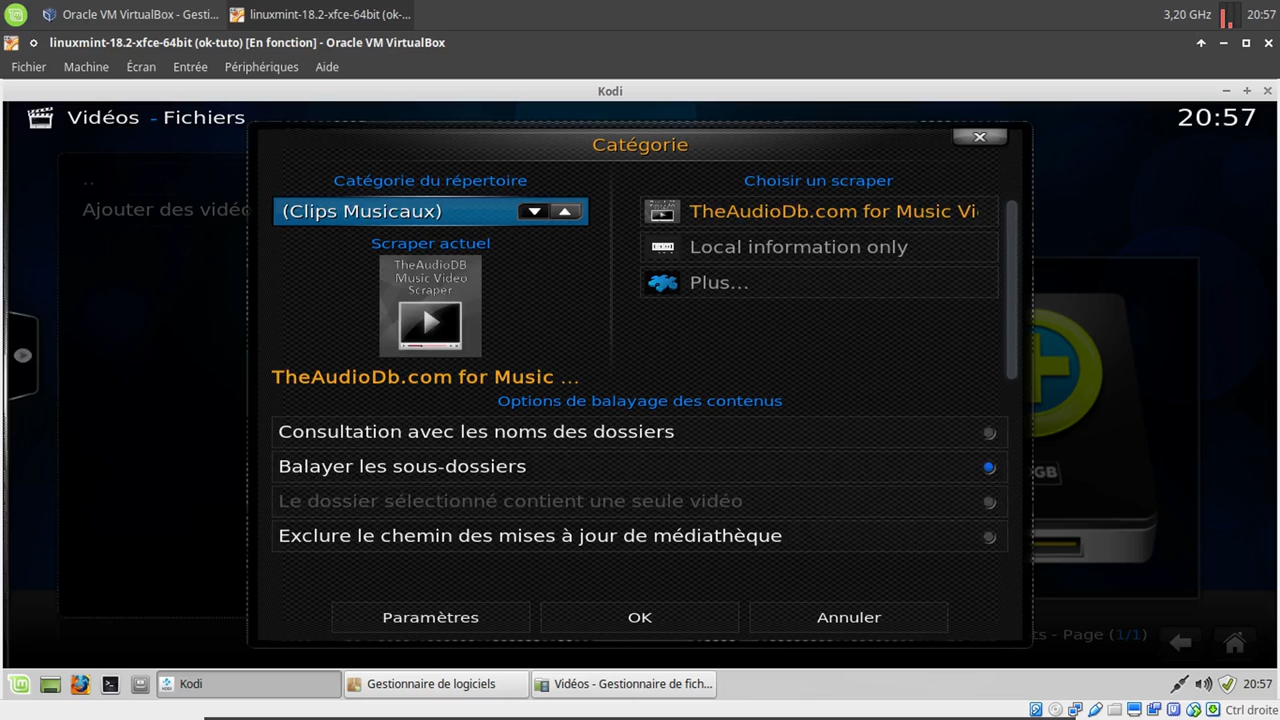 Oracle VM VirtualBox - Gesti...
linuxmint-18.2-xfce-64bit (ok-...
3,20 GHz
20:57
linuxmint-18.2-xfce-64bit (ok-tuto) [En fonction] - Oracle VM VirtualBox
Fichier Machine Écran Entrée Périphériques Aide
Kodi
Vidéos - Fichiers
20:57
Catégorie
..
Ajouter des vidéo
Catégorie du répertoire
(Clips Musicaux)
Scraper actuel
TheAudioDB
Music Video
Scraper
TheAudioDb.com for Music ...
Choisir un scraper
TheAudioDb.com for Music Vi
Local information only
Plus...
Options de balayage des contenus
Consultation avec les noms des dossiers
Balayer les sous-dossiers
Le dossier sélectionné contient une seule vidéo
Exclure le chemin des mises à jour de médiathèque
Paramètres OK Annuler
GB
ts - Page (1/1)
Kodi
Gestionnaire de logiciels
Vidéos - Gestionnaire de fich...
20:57
Ctrl droite